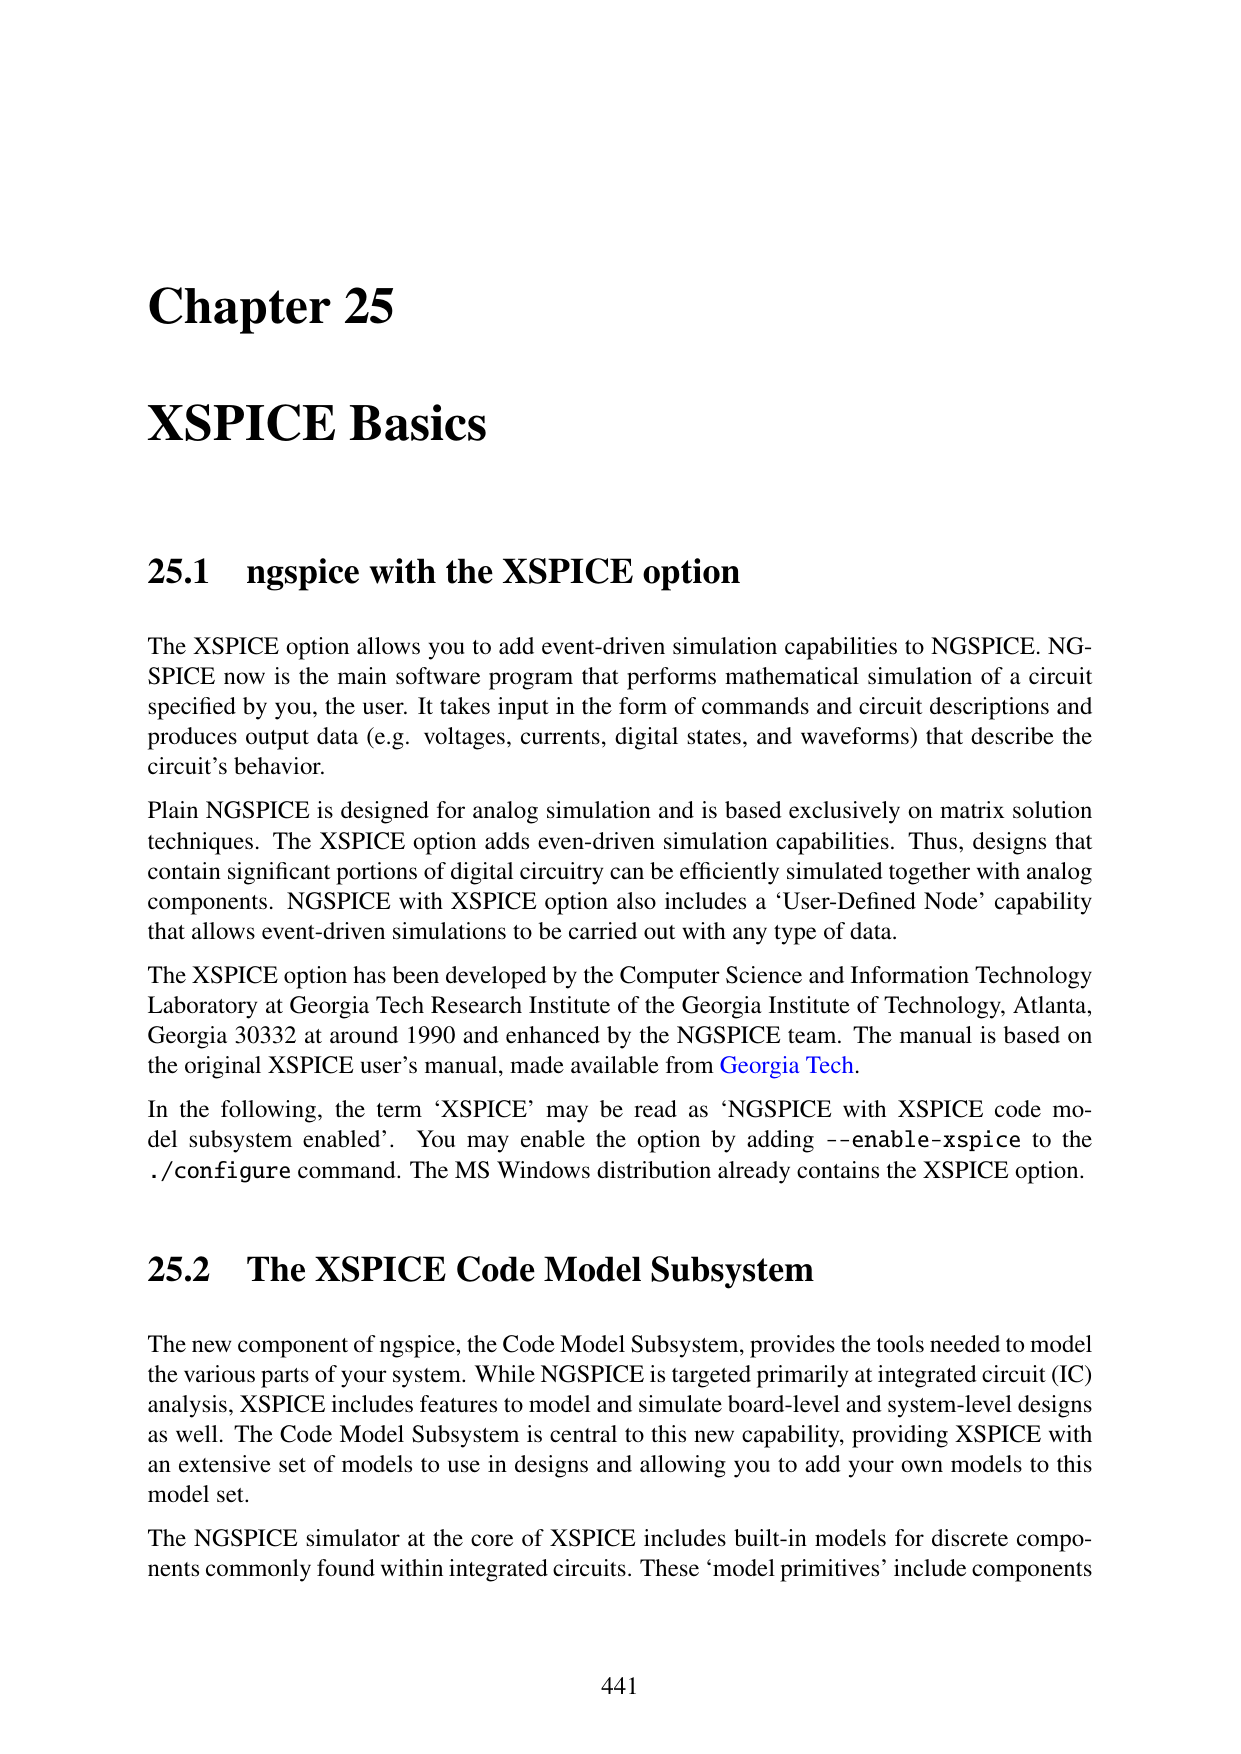 Chapter 25
XSPICE Basics
25.1 ngspice with the XSPICE option
The XSPICE option allows you to add event-driven simulation capabilities to NGSPICE. NG-
SPICE now is the main software program that performs mathematical simulation of a circuit
specified by you, the user. It takes input in the form of commands and circuit descriptions and
produces output data (e.g. voltages, currents, digital states, and waveforms) that describe the
circuit's behavior.
Plain NGSPICE is designed for analog simulation and is based exclusively on matrix solution
techniques. The XSPICE option adds even-driven simulation capabilities. Thus, designs that
contain significant portions of digital circuitry can be efficiently simulated together with analog
components. NGSPICE with XSPICE option also includes a ‘User-Defined Node’ capability
that allows event-driven simulations to be carried out with any type of data.
The XSPICE option has been developed by the Computer Science and Information Technology
Laboratory at Georgia Tech Research Institute of the Georgia Institute of Technology, Atlanta,
Georgia 30332 at around 1990 and enhanced by the NGSPICE team. The manual is based on
the original XSPICE user's manual, made available from Georgia Tech.
In the following, the term ‘XSPICE’ may be read as ‘NGSPICE with XSPICE code mo-
del subsystem enabled’. You may enable the option by adding --enable-xspice to the
./configure command. The MS Windows distribution already contains the XSPICE option.
25.2 The XSPICE Code Model Subsystem
The new component of ngspice, the Code Model Subsystem, provides the tools needed to model
the various parts of your system. While NGSPICE is targeted primarily at integrated circuit (IC)
analysis, XSPICE includes features to model and simulate board-level and system-level designs
as well. The Code Model Subsystem is central to this new capability, providing XSPICE with
an extensive set of models to use in designs and allowing you to add your own models to this
model set.
The NGSPICE simulator at the core of XSPICE includes built-in models for discrete compo-
nents commonly found within integrated circuits. These ‘model primitives’ include components
441